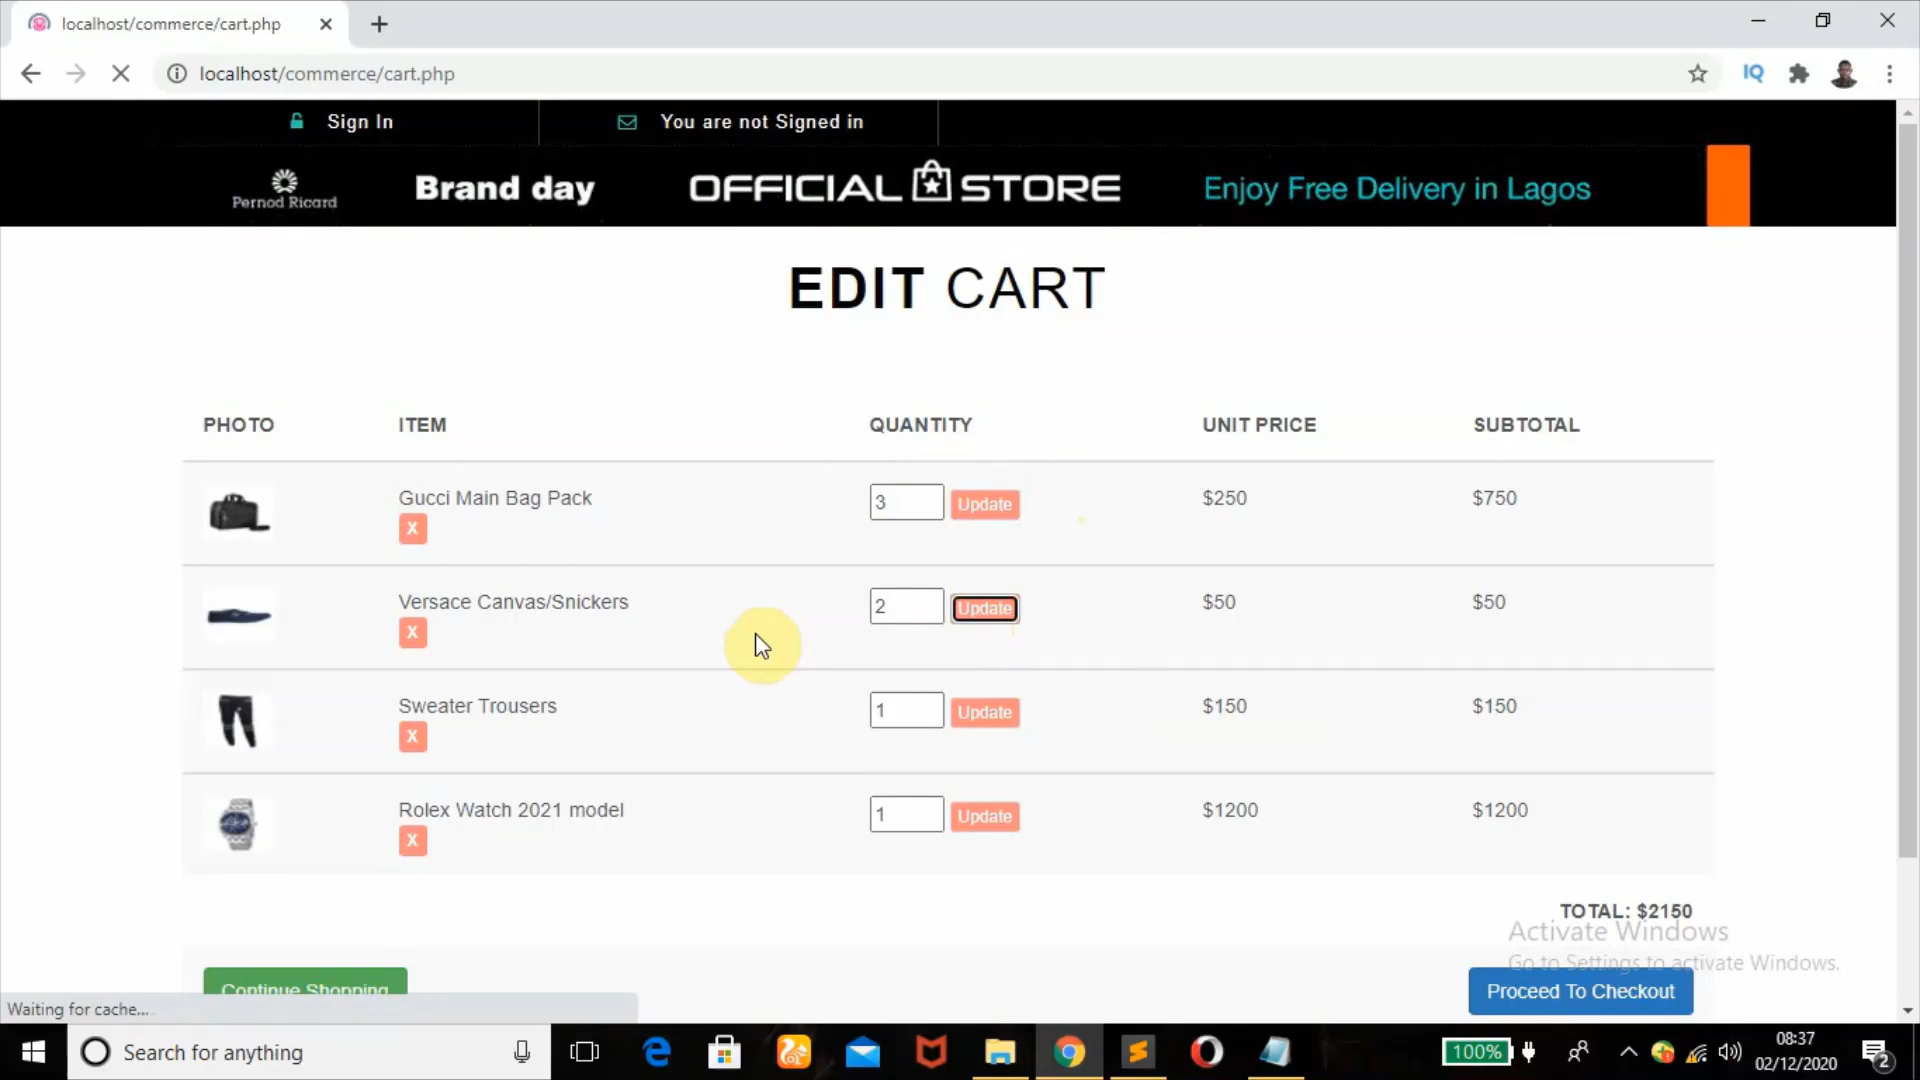 localhost/commerce/cart.php
localhost/commerce/cart.php
IQ
Sign In
You are not Signed in
Pernod Ricard
Brand day
OFFICIAL STORE
Enjoy Free Delivery in Lagos
EDIT CART
PHOTO ITEM QUANTITY UNIT PRICE SUBTOTAL
Gucci Main Bag Pack 3 Update $250 $750
X
Versace Canvas/Snickers 2 Update $50 $50
X
Sweater Trousers 1 Update $150 $150
X
Rolex Watch 2021 model 1 Update $1200 $1200
X
TOTAL: $2150
Activate Windows
Go to Settings to activate Windows.
Continue Shopping
Proceed To Checkout
Waiting for cache...
Search for anything
100%
08:37
02/12/2020
2